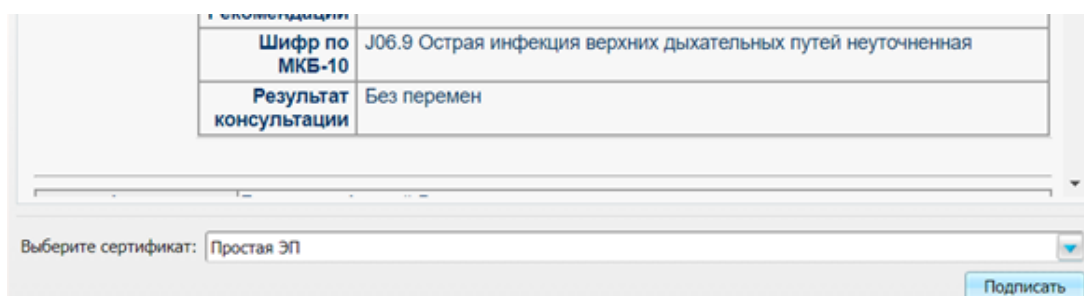 Рекомендации
Шифр по МКБ-10
J06.9 Острая инфекция верхних дыхательных путей неуточненная
Результат консультации
Без перемен
Выберите сертификат: Простая ЭП
Подписать